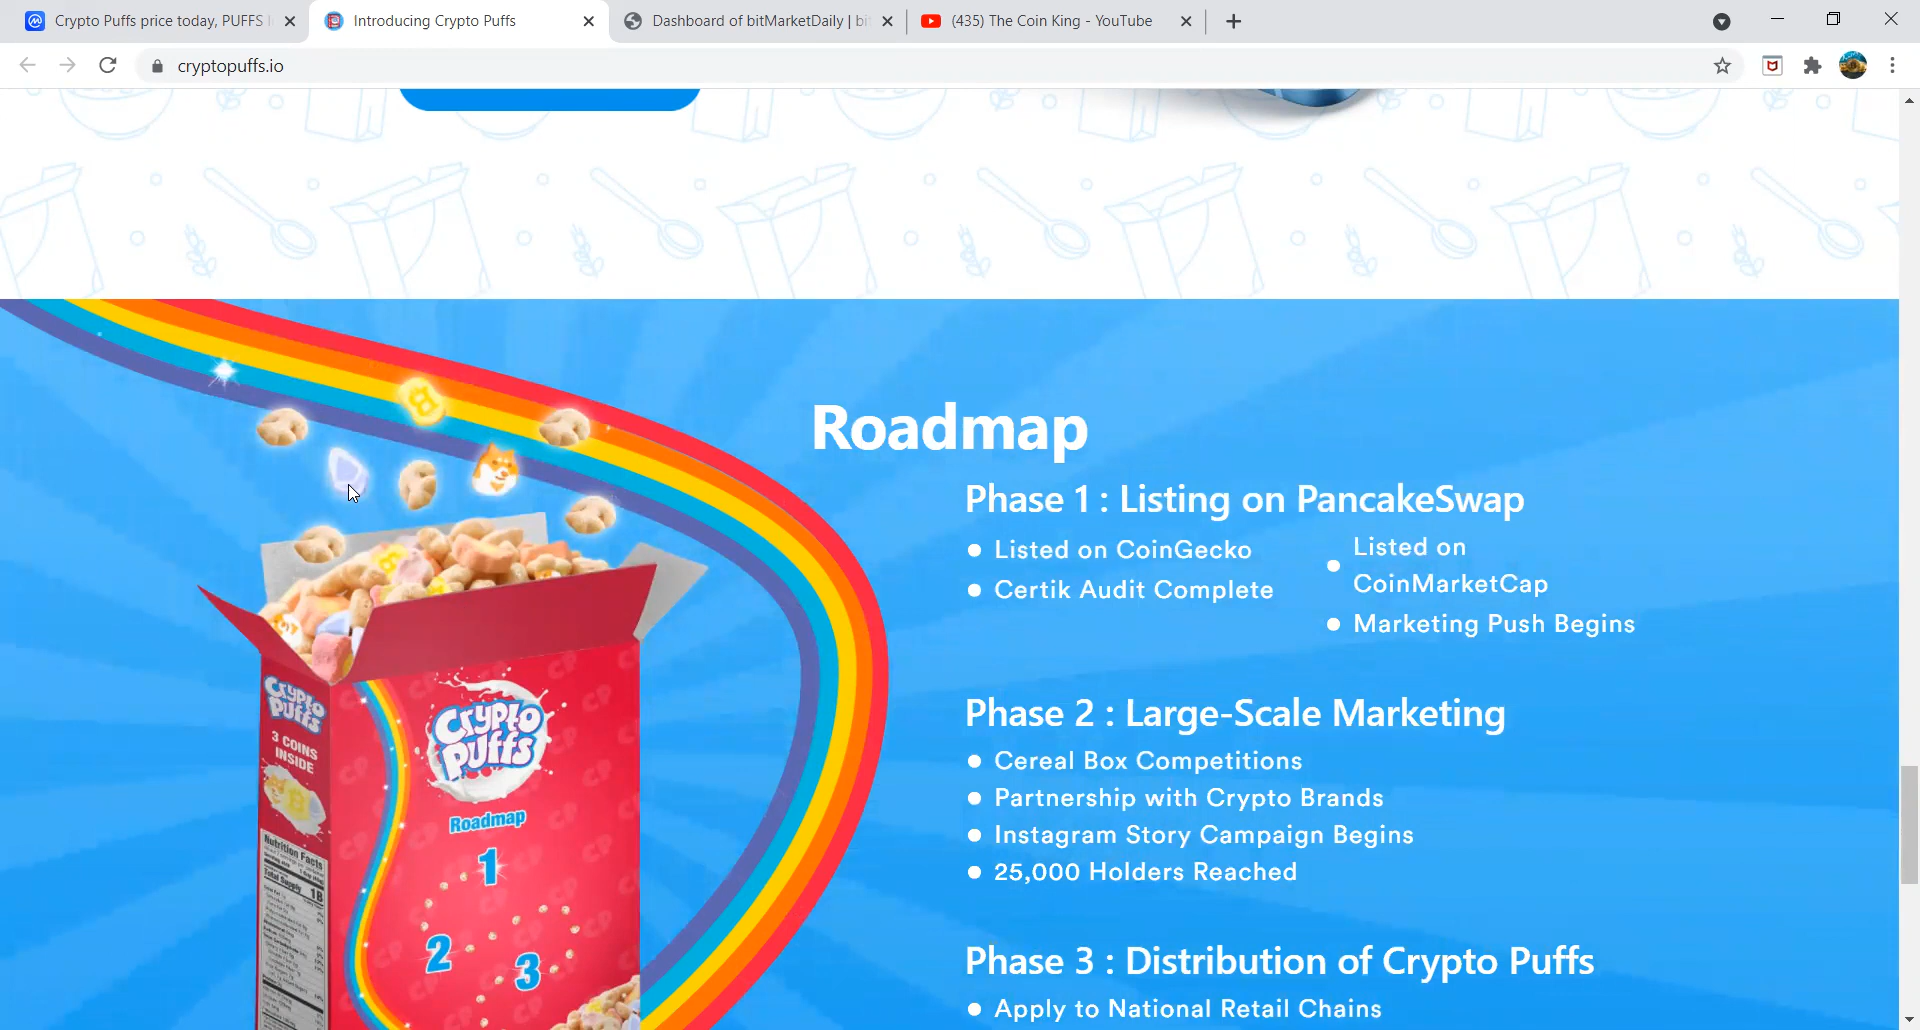 Crypto Puffs price today, PUFFS
Introducing Crypto Puffs
Dashboard of bitMarketDaily | bi
(435) The Coin King - YouTube
cryptopuffs.io
Roadmap
Phase 1 : Listing on PancakeSwap
Listed on CoinGecko
Certik Audit Complete
Listed on
CoinMarketCap
Marketing Push Begins
Phase 2 : Large-Scale Marketing
Cereal Box Competitions
Partnership with Crypto Brands
Instagram Story Campaign Begins
25,000 Holders Reached
Phase 3 : Distribution of Crypto Puffs
Apply to National Retail Chains
Crypto
Puffs
3 COINS
INSIDE
Nutrition Facts
Total Supply 1B
Crypto
Puffs
Roadmap
1
2
3